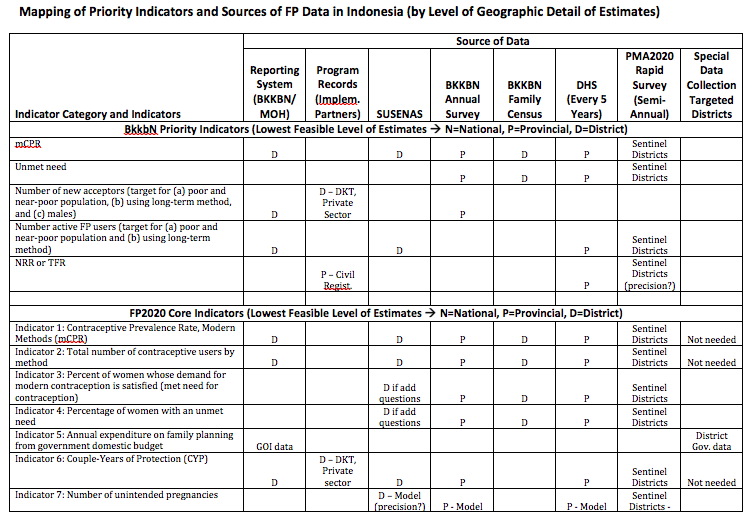 Mapping of Priority Indicators and Sources of FP Data in Indonesia (by Level of Geographic Detail of Estimates)
Source of Data
Indicator Category and Indicators
Reporting
System
(BKKBN/
MOH)
Program
Records
(Implem.
Partners)
SUSENAS
BKKBN
Annual
Survey
BKKBN
Family
Census
DHS
(Every 5
Years)
PMA2020
Rapid
Survey
(Semi-
Annual)
Special
Data
Collection
Targeted
Districts
BkkbN Priority Indicators (Lowest Feasible Level of Estimates → N=National, P=Provincial, D=District)
mCPR
D
D
P
D
P
Sentinel
Districts
Unmet need
P
D
P
Sentinel
Districts
Number of new acceptors (target for (a) poor and
near-poor population, (b) using long-term method,
and (c) males)
D
D – DKT,
Private
Sector
P
Number active FP users (target for (a) poor and
near-poor population and (b) using long-term
method)
D
D
P
Sentinel
Districts
NRR or TFR
P – Civil
Regist.
P
Sentinel
Districts
(precision?)
FP2020 Core Indicators (Lowest Feasible Level of Estimates → N=National, P=Provincial, D=District)
Indicator 1: Contraceptive Prevalence Rate, Modern
Methods (mCPR)
D
D
P
D
P
Sentinel
Districts
Not needed
Indicator 2: Total number of contraceptive users by
method
D
D
P
D
P
Sentinel
Districts
Not needed
Indicator 3: Percent of women whose demand for
modern contraception is satisfied (met need for
contraception)
D if add
questions
P
D
P
Sentinel
Districts
Indicator 4: Percentage of women with an unmet
need
D if add
questions
P
D
P
Sentinel
Districts
Indicator 5: Annual expenditure on family planning
from government domestic budget
GOI data
District
Gov. data
Indicator 6: Couple-Years of Protection (CYP)
D
D – DKT,
Private
sector
D
P
P
Sentinel
Districts
Not needed
Indicator 7: Number of unintended pregnancies
D – Model
(precision?)
P - Model
P - Model
Sentinel
Districts -